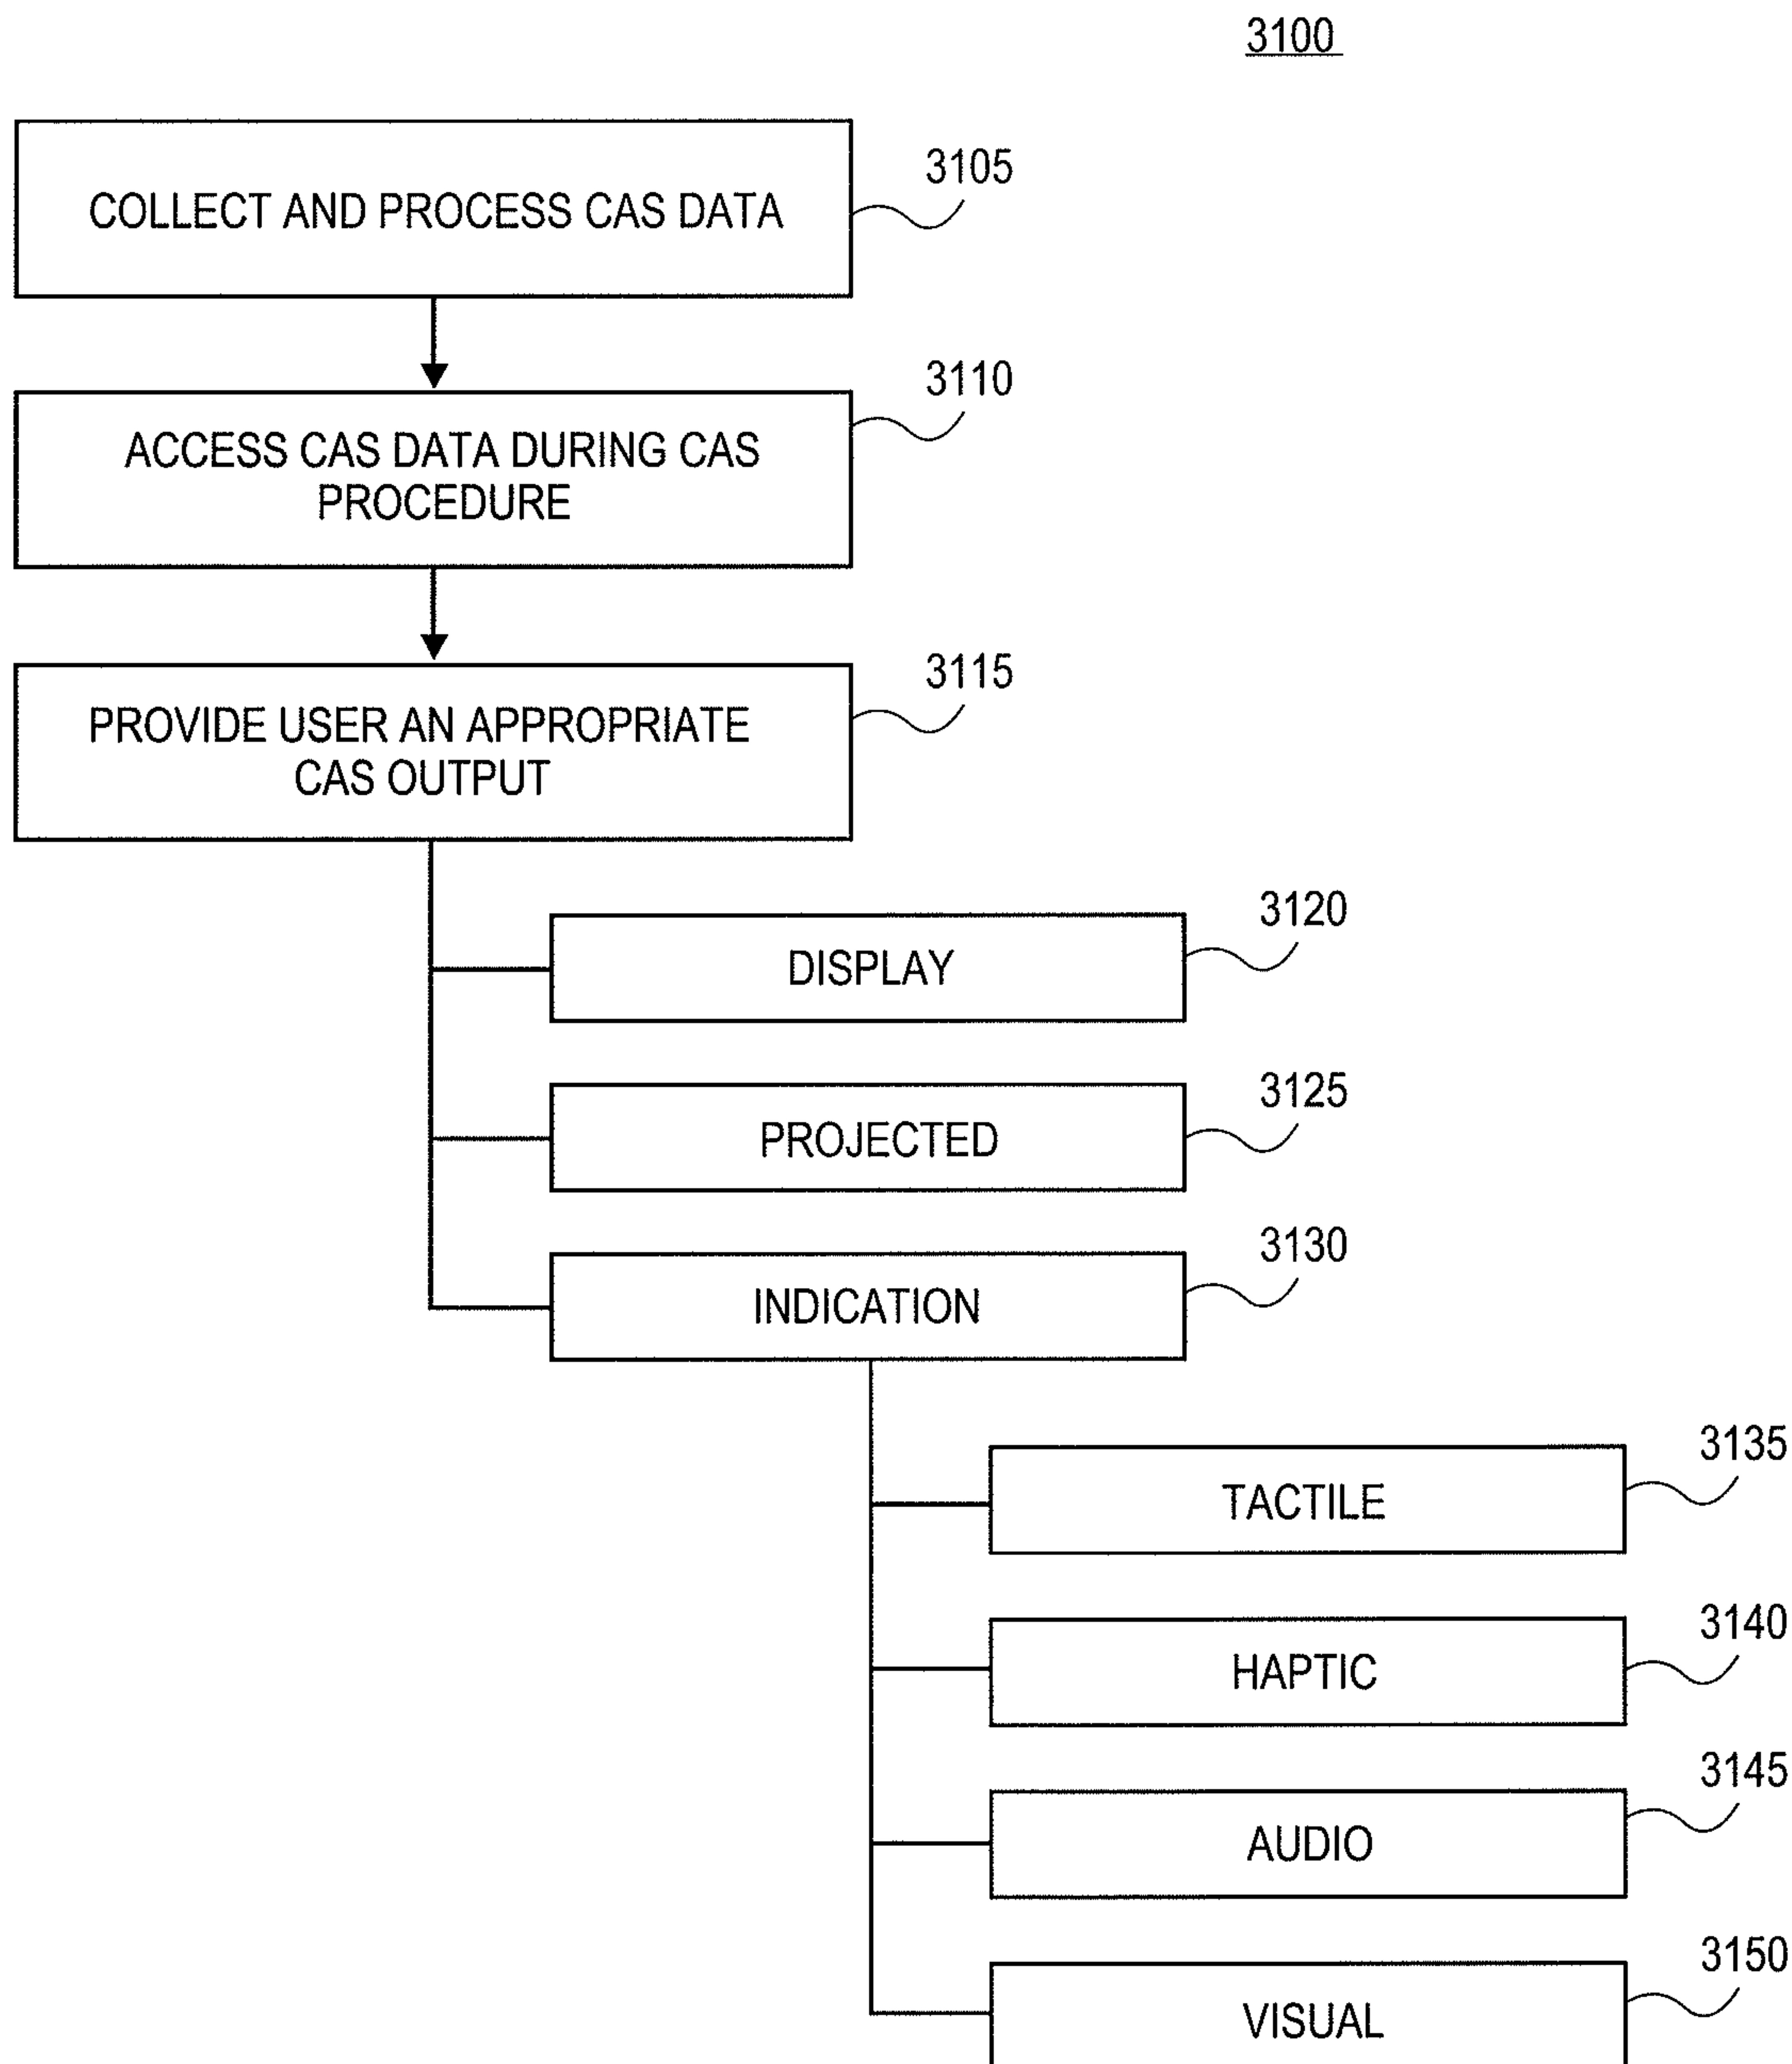 3100
3105
COLLECT AND PROCESS CAS DATA
3110
ACCESS CAS DATA DURING CAS
PROCEDURE
3115
PROVIDE USER AN APPROPRIATE
CAS OUTPUT
3120
DISPLAY
3125
PROJECTED
3130
INDICATION
3135
TACTILE
3140
HAPTIC
3145
AUDIO
3150
VISUAL